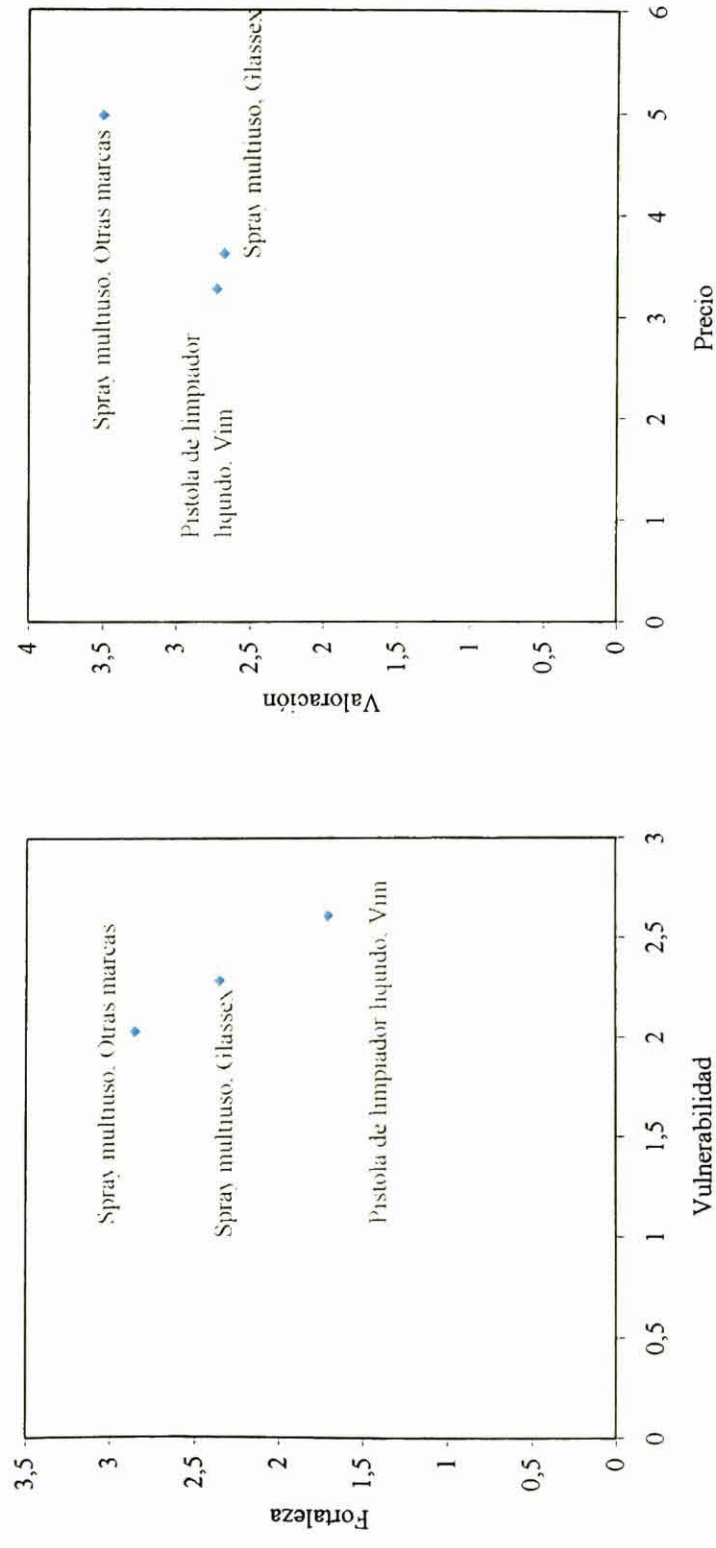 Fortaleza
3,5
3
2,5
2
1,5
1
0,5
0
Spray multiuso. Otras marcas
Spray multiuso. Glassex
Pistola de limpiador líquido. Vim
0
0,5
1
1,5
2
2,5
3
Vulnerabilidad
Valoración
4
3,5
3
2,5
2
1,5
1
0,5
0
Spray multiuso. Otras marcas
Pistola de limpiador
líquido. Vim
Spray multiuso, Glassex
0
1
2
3
4
5
6
Precio